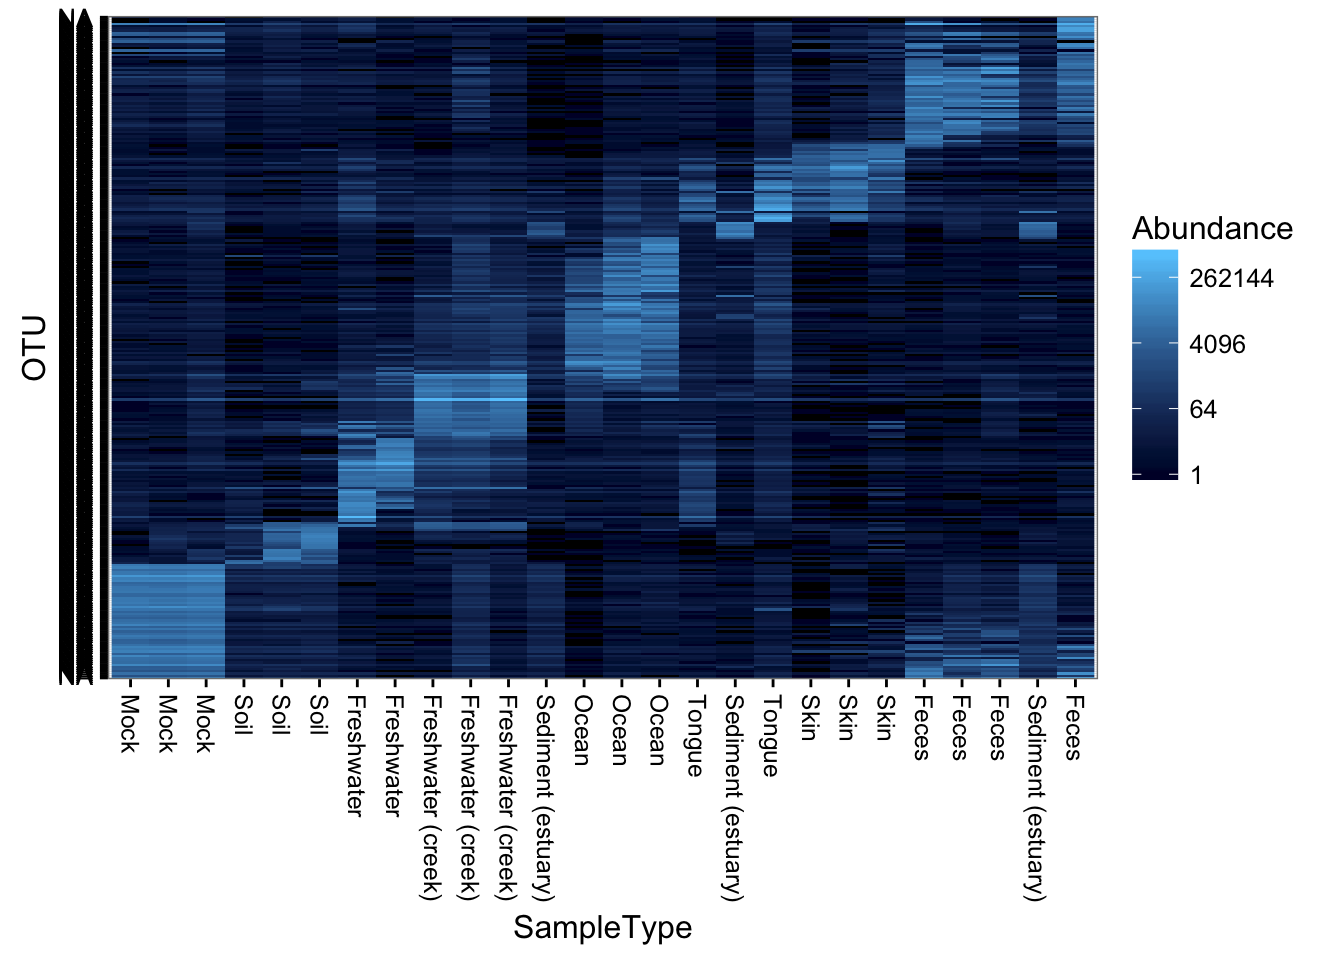 OTU
Abundance
262144
4096
64
1
Mock
Mock
Mock
Soil
Soil
Soil
Freshwater
Freshwater
Freshwater (creek)
Freshwater (creek)
Freshwater (creek)
Sediment (estuary)
Ocean
Ocean
Ocean
Tongue
Sediment (estuary)
Tongue
Skin
Skin
Skin
Feces
Feces
Feces
Sediment (estuary)
Feces
SampleType